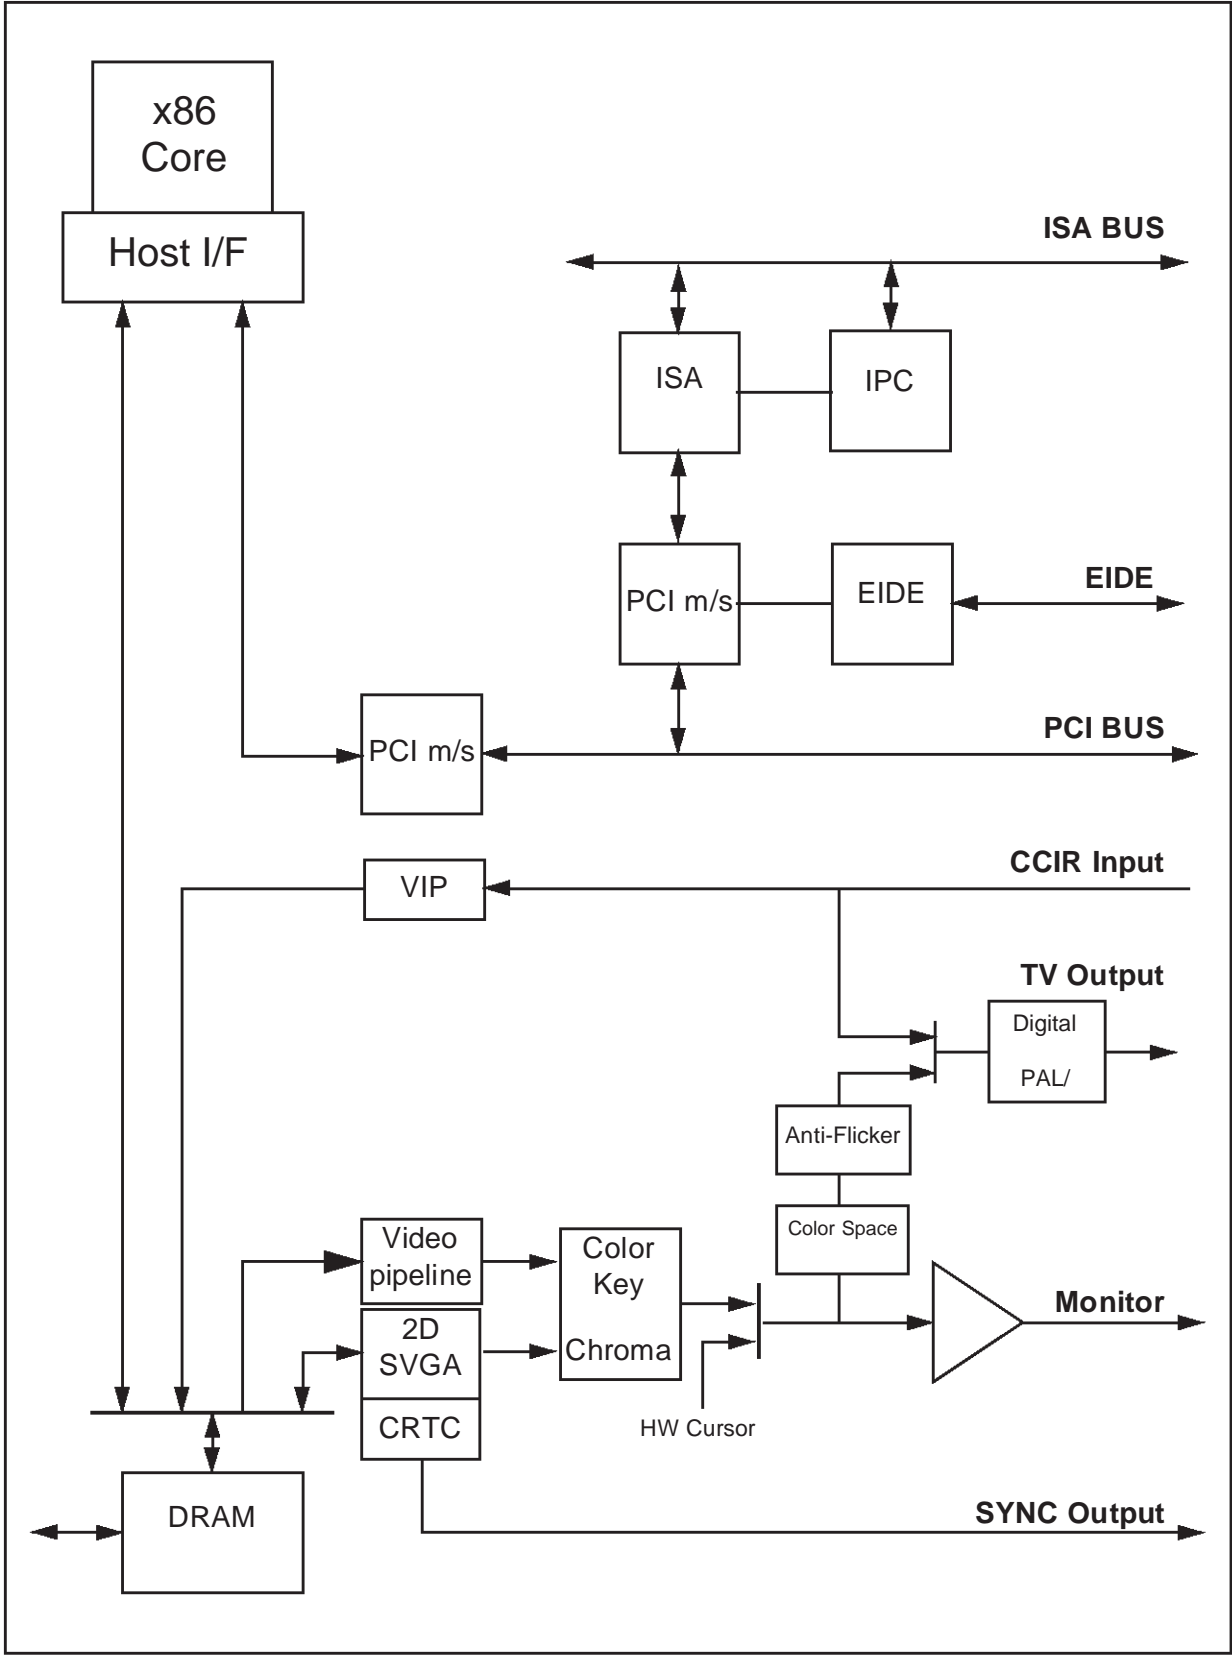 x86
Core
Host I/F
ISA BUS
ISA
IPC
EIDE
PCI m/s
EIDE
PCI BUS
PCI m/s
CCIR Input
VIP
TV Output
Digital
PAL/
Anti-Flicker
Color Space
Video
pipeline
Color
Key
Chroma
Monitor
2D
SVGA
CRTC
HW Cursor
DRAM
SYNC Output